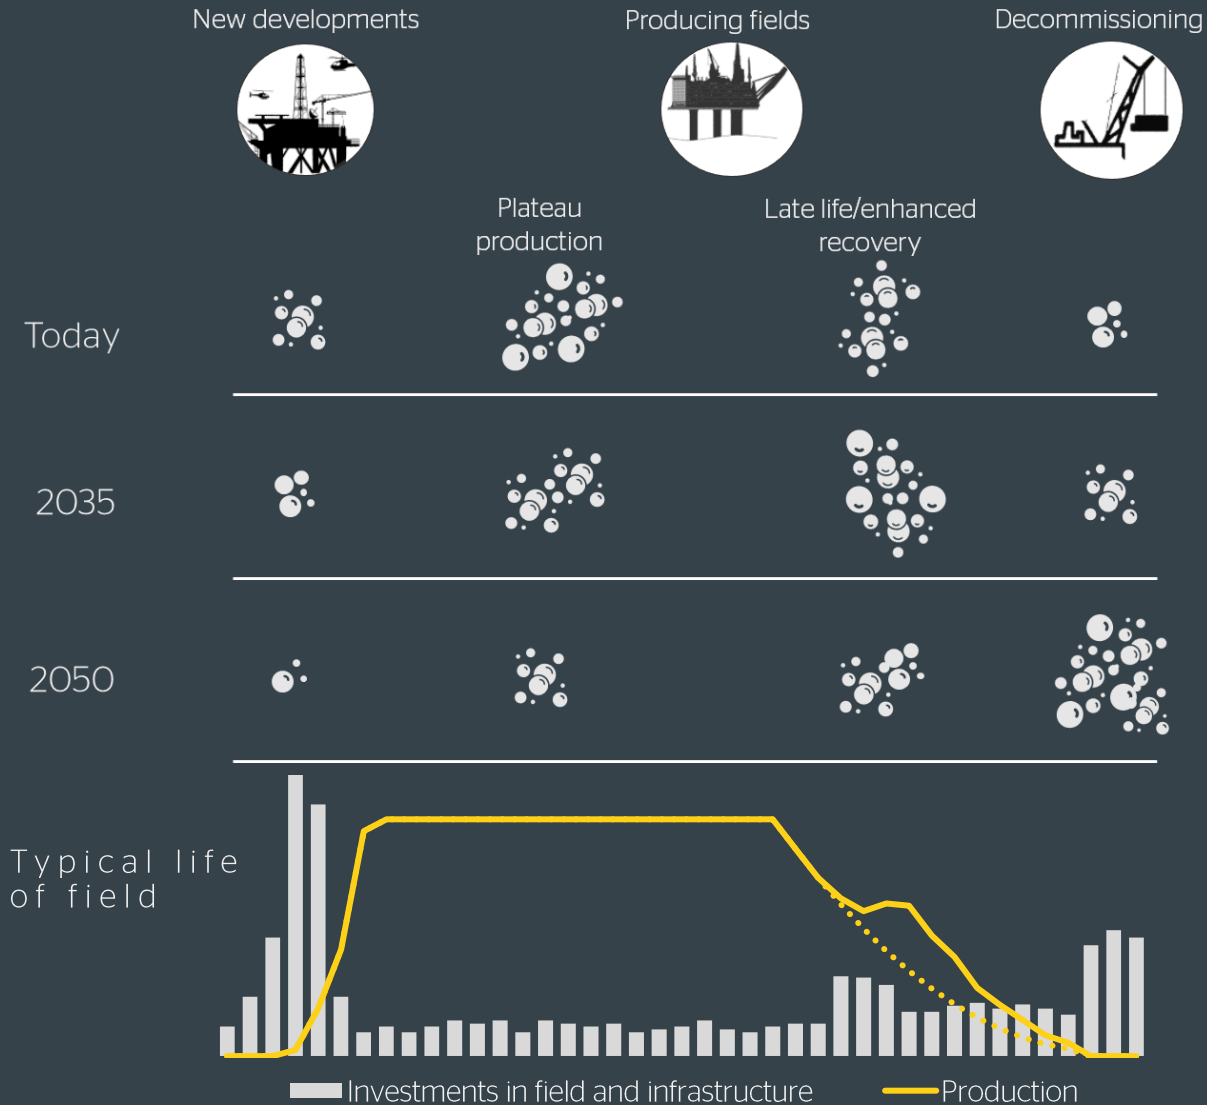 New developments
Producing fields
Decommissioning
Plateau
production
Late life/enhanced
recovery
Today
2035
2050
Typical life
of field
Investments in field and infrastructure
Production